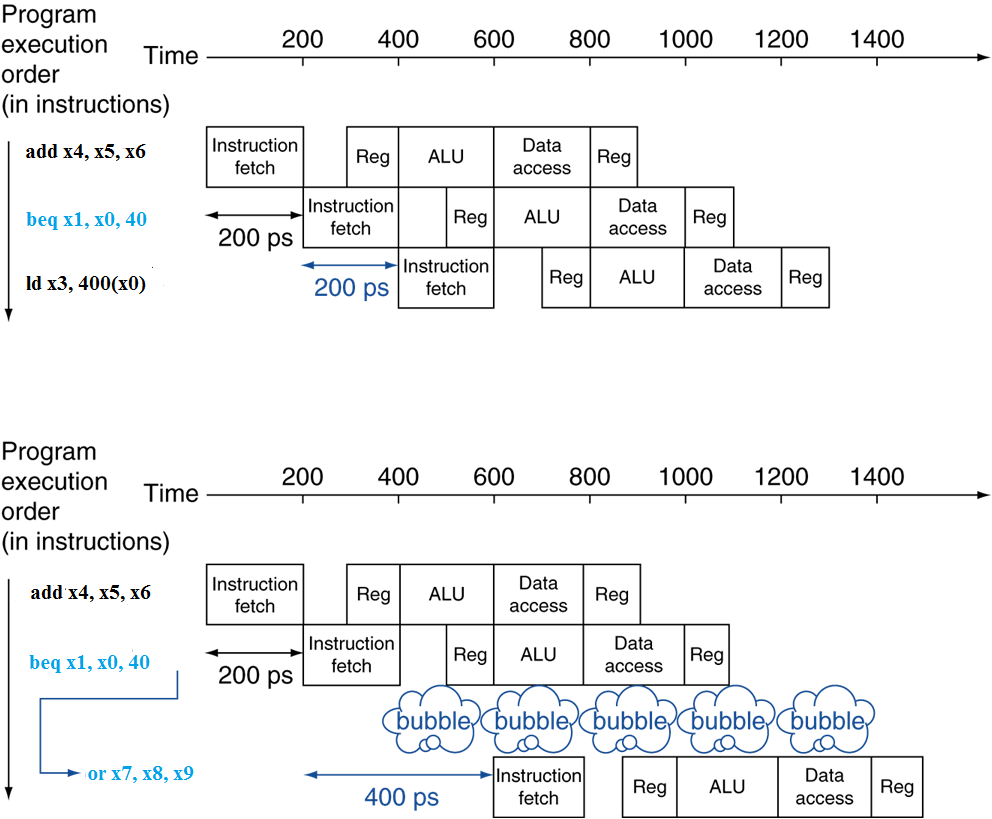 Program
execution
order
(in instructions)
Time
200 400 600 800 1000 1200 1400
add x4, x5, x6
Instruction
fetch
Reg
ALU
Data
access
Reg
beq x1, x0, 40
200 ps
Instruction
fetch
Reg
ALU
Data
access
Reg
ld x3, 400(x0)
200 ps
Instruction
fetch
Reg
ALU
Data
access
Reg
Program
execution
order
(in instructions)
Time
200 400 600 800 1000 1200 1400
add x4, x5, x6
Instruction
fetch
Reg
ALU
Data
access
Reg
beq x1, x0, 40
200 ps
Instruction
fetch
Reg
ALU
Data
access
Reg
bubble bubble bubble bubble bubble
or x7, x8, x9
400 ps
Instruction
fetch
Reg
ALU
Data
access
Reg